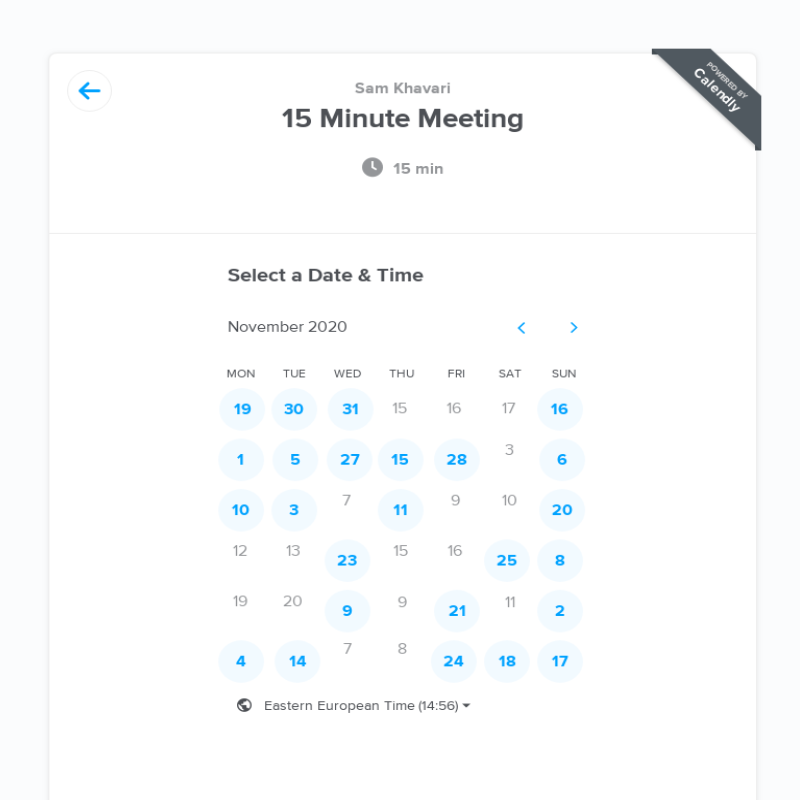 POWERED BY
Calendly
Sam Khavari
15 Minute Meeting
15 min
Select a Date & Time
November 2020
MON TUE WED THU FRI SAT SUN
19 30 31 15 16 17 16
1 5 27 15 28 3 6
10 3 7 11 9 10 20
12 13 23 15 16 25 8
19 20 9 9 21 11 2
4 14 7 8 24 18 17
Eastern European Time (14:56)